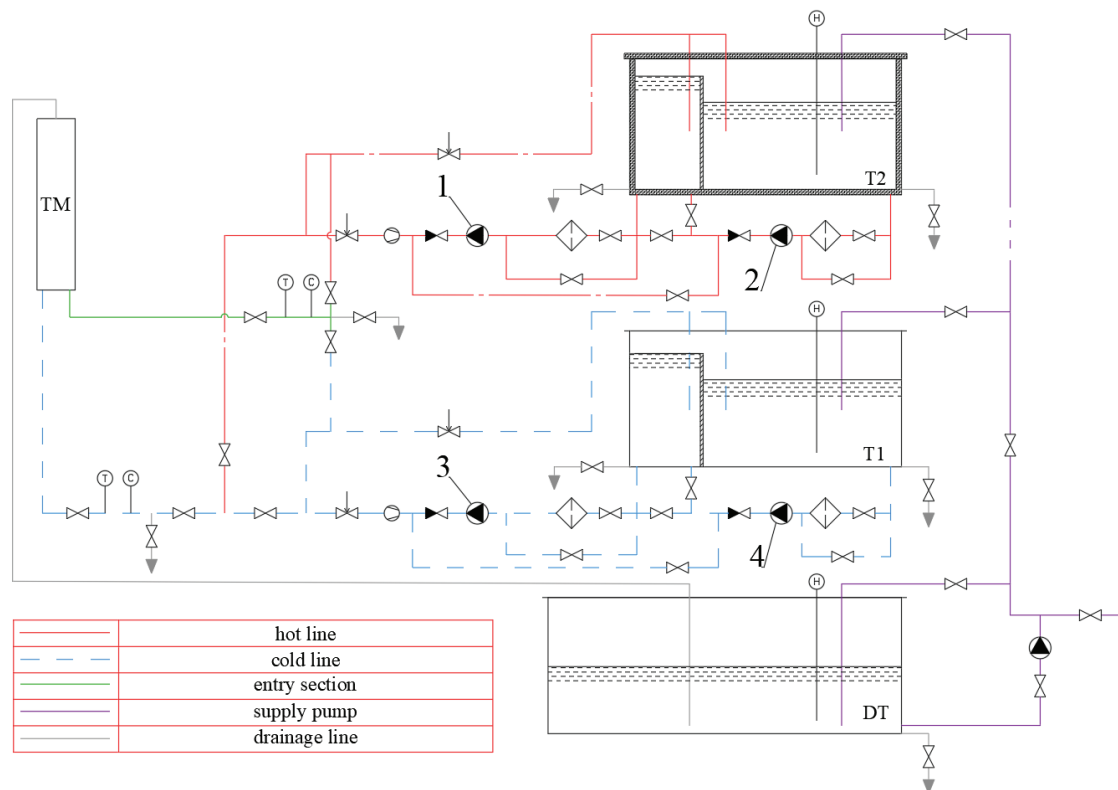 H
T2
1
TM
2
T C
H
T1
3
T C
4
H
DT
hot line
cold line
entry section
supply pump
drainage line